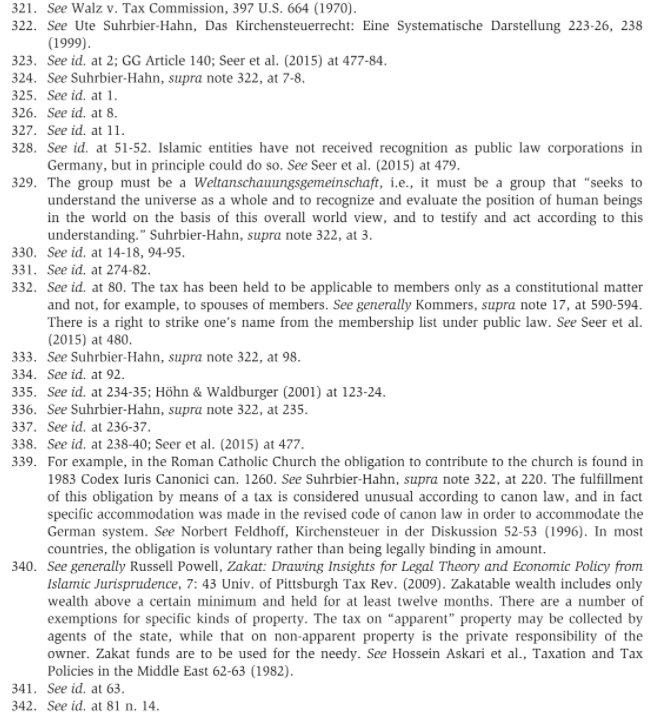 321. See Walz v. Tax Commission, 397 U.S. 664 (1970).
322. See Ute Suhrbier-Hahn, Das Kirchensteuerrecht: Eine Systematische Darstellung 223-26, 238
(1999).
323. See id. at 2; GG Article 140; Seer et al. (2015) at 477-84.
324. See Suhrbier-Hahn, supra note 322, at 7-8.
325. See id. at 1.
326. See id. at 8.
327. See id. at 11.
328. See id. at 51-52. Islamic entities have not received recognition as public law corporations in
Germany, but in principle could do so. See Seer et al. (2015) at 479.
329. The group must be a Weltanschauungsgemeinschaft, i.e., it must be a group that “seeks to
understand the universe as a whole and to recognize and evaluate the position of human beings
in the world on the basis of this overall world view, and to testify and act according to this
understanding.” Suhrbier-Hahn, supra note 322, at 3.
330. See id. at 14-18, 94-95.
331. See id. at 274-82.
332. See id. at 80. The tax has been held to be applicable to members only as a constitutional matter
and not, for example, to spouses of members. See generally Kommers, supra note 17, at 590-594.
There is a right to strike one’s name from the membership list under public law. See Seer et al.
(2015) at 480.
333. See Suhrbier-Hahn, supra note 322, at 98.
334. See id. at 92.
335. See id. at 234-35; Höhn & Waldburger (2001) at 123-24.
336. See Suhrbier-Hahn, supra note 322, at 235.
337. See id. at 236-37.
338. See id. at 238-40; Seer et al. (2015) at 477.
339. For example, in the Roman Catholic Church the obligation to contribute to the church is found in
1983 Codex Iuris Canonici can. 1260. See Suhrbier-Hahn, supra note 322, at 220. The fulfillment
of this obligation by means of a tax is considered unusual according to canon law, and in fact
specific accommodation was made in the revised code of canon law in order to accommodate the
German system. See Norbert Feldhoff, Kirchensteuer in der Diskussion 52-53 (1996). In most
countries, the obligation is voluntary rather than being legally binding in amount.
340. See generally Russell Powell, Zakat: Drawing Insights for Legal Theory and Economic Policy from
Islamic Jurisprudence, 7: 43 Univ. of Pittsburgh Tax Rev. (2009). Zakatable wealth includes only
wealth above a certain minimum and held for at least twelve months. There are a number of
exemptions for specific kinds of property. The tax on “apparent” property may be collected by
agents of the state, while that on non-apparent property is the private responsibility of the
owner. Zakat funds are to be used for the needy. See Hossein Askari et al., Taxation and Tax
Policies in the Middle East 62-63 (1982).
341. See id. at 63.
342. See id. at 81 n. 14.